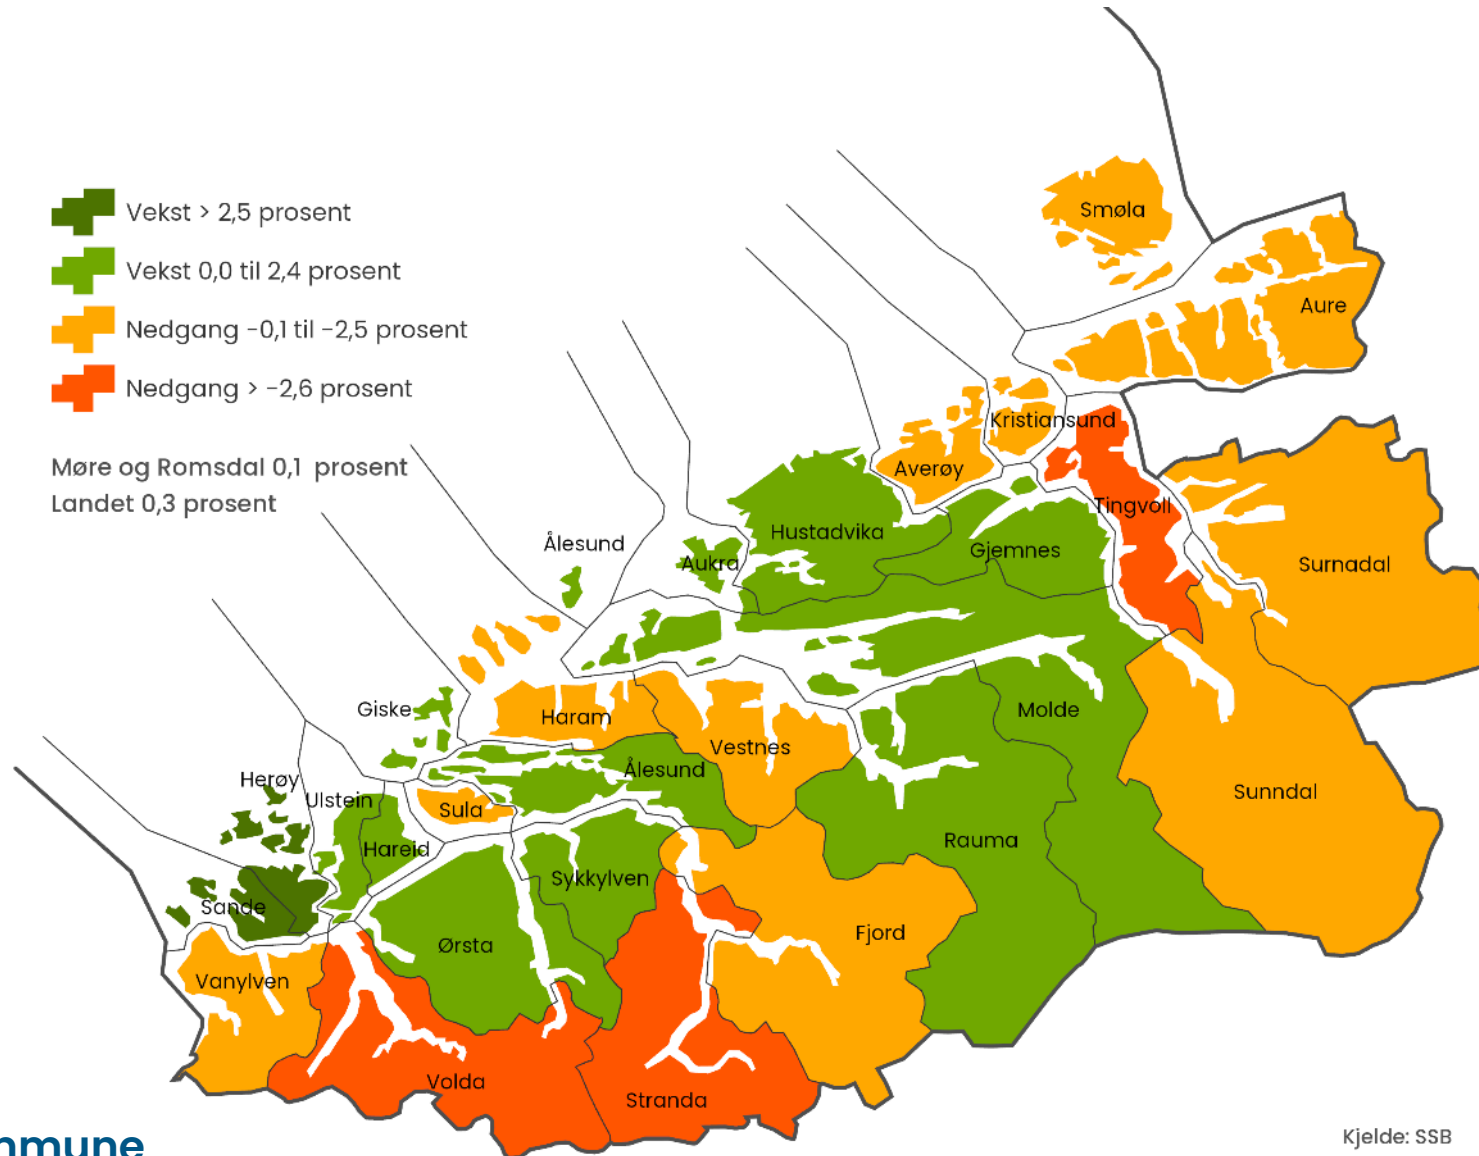 Vekst > 2,5 prosent
Vekst 0,0 til 2,4 prosent
Nedgang -0,1 til -2,5 prosent
Nedgang > -2,6 prosent
Møre og Romsdal 0,1 prosent
Landet 0,3 prosent
Smøla
Aure
Kristiansund
Averøy
Tingvoll
Hustadvika
Gjemnes
Ålesund
Aukra
Surnadal
Giske
Haram
Molde
Vestnes
Ålesund
Herøy
Ulstein
Sula
Sunndal
Hareid
Rauma
Sykkylven
Sande
Ørsta
Fjord
Vanylven
Volda
Stranda
nmune
Kjelde: SSB